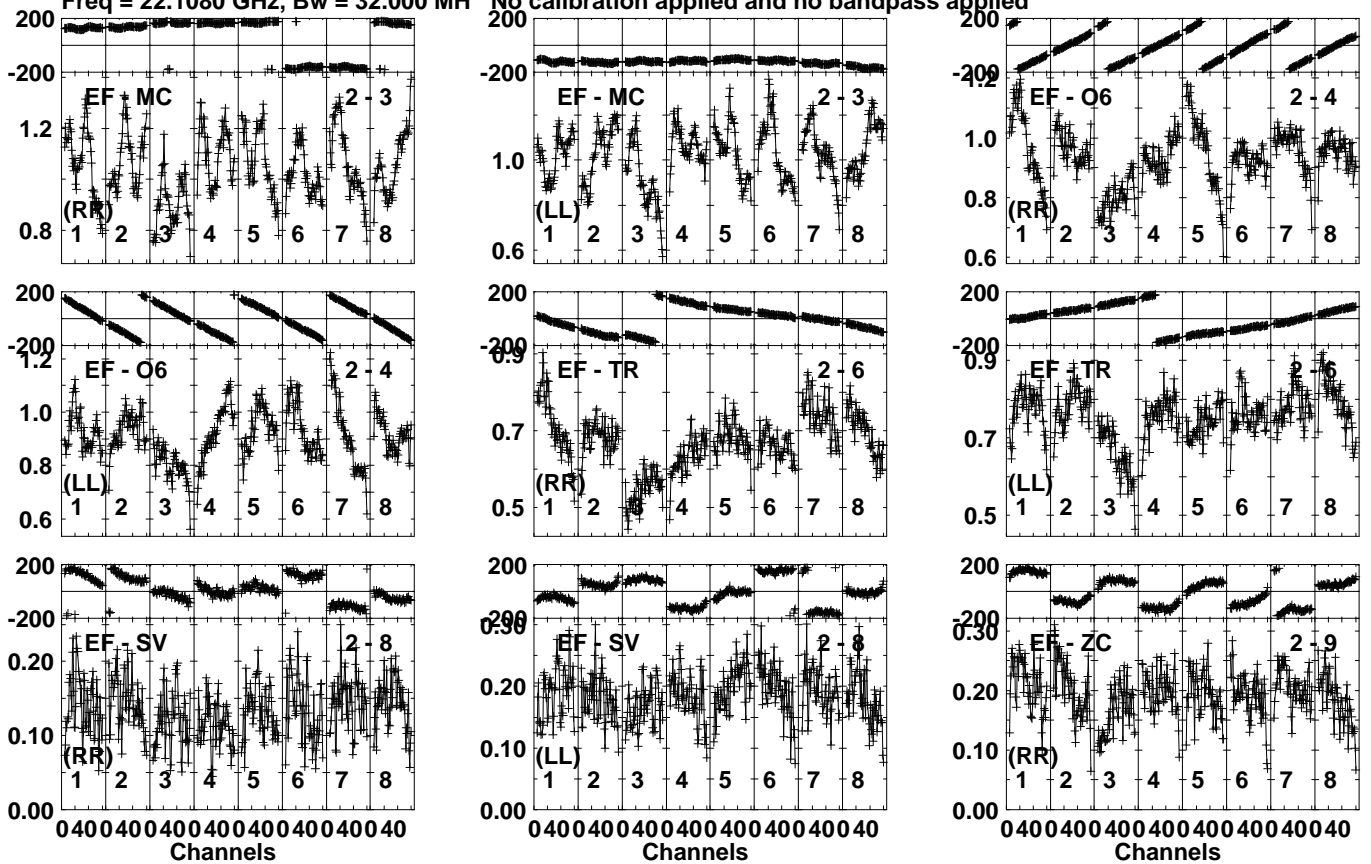 Freq = 22.1080 GHz, Bw = 32.000 MH No calibration applied and no bandpass applied
200 200 200
-200 -200 -200
EF - MC 2 - 3 EF - MC 2 - 3 1.2 EF - O6 2 - 4
1.2 1.0 1.0
0.8 0.6 0.8
0.6
(RR) (LL) (RR)
1 2 3 4 5 6 7 8 1 2 3 4 5 6 7 8 1 2 3 4 5 6 7 8
200 200 200
-200 -200 -200
1.2 EF - O6 2 - 4 0.9 EF - TR 2 - 6 0.9 EF - TR 2 - 6
1.0 0.7 0.7
0.8 0.5 0.5
0.6
(LL) (RR) (LL)
1 2 3 4 5 6 7 8 1 2 3 4 5 6 7 8 1 2 3 4 5 6 7 8
200 200 200
-200 -200 -200
EF - SV 2 - 8 0.30 EF - SV 2 - 8 0.30 EF - ZC 2 - 9
0.20 0.20 0.20
0.10 0.10 0.10
(RR) (LL) (RR)
1 2 3 4 5 6 7 8 1 2 3 4 5 6 7 8 1 2 3 4 5 6 7 8
0.00 0.00 0.00
0 40 0 40 0 40 0 40 0 40 0 40 0 40 0 40 0 40 0 40 0 40 0 40 0 40 0 40 0 40 0 40 0 40 0 40 0 40 0 40 0 40 0 40 0 40 0 40
Channels Channels Channels